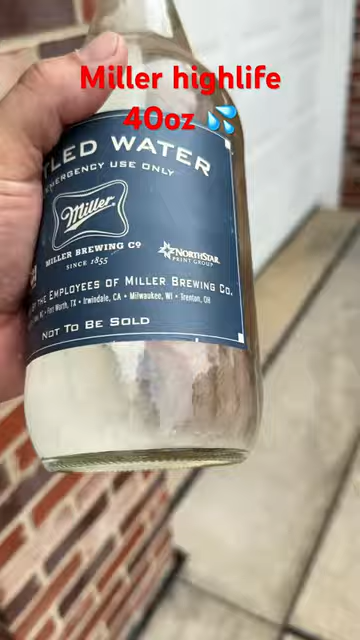 Miller highlife
40oz 💦
TLED WATER
EMERGENCY USE ONLY
Miller
MILLER BREWING CO
SINCE 1855
NORTHSTAR
PRINT GROUP
THE EMPLOYEES OF MILLER BREWING CO.
Fort Worth, TX • Irwindale, CA • Milwaukee, WI • Trenton, OH
NOT TO BE SOLD